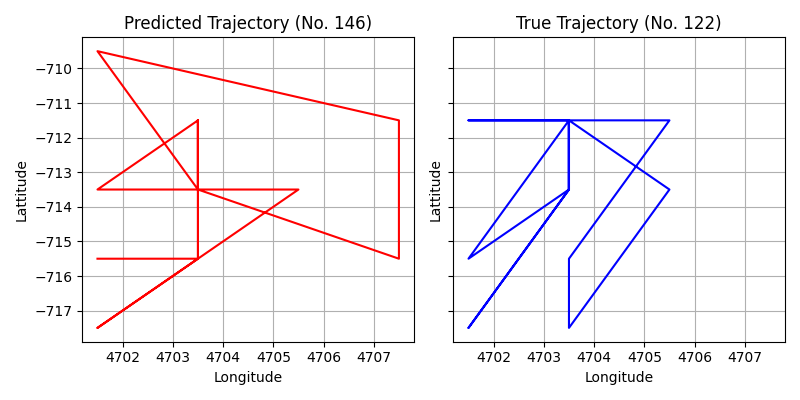 Predicted Trajectory (No. 146)
True Trajectory (No. 122)
−710
−711
−712
−713
−714
−715
−716
−717
Lattitude
Lattitude
4702 4703 4704 4705 4706 4707
4702 4703 4704 4705 4706 4707
Longitude
Longitude